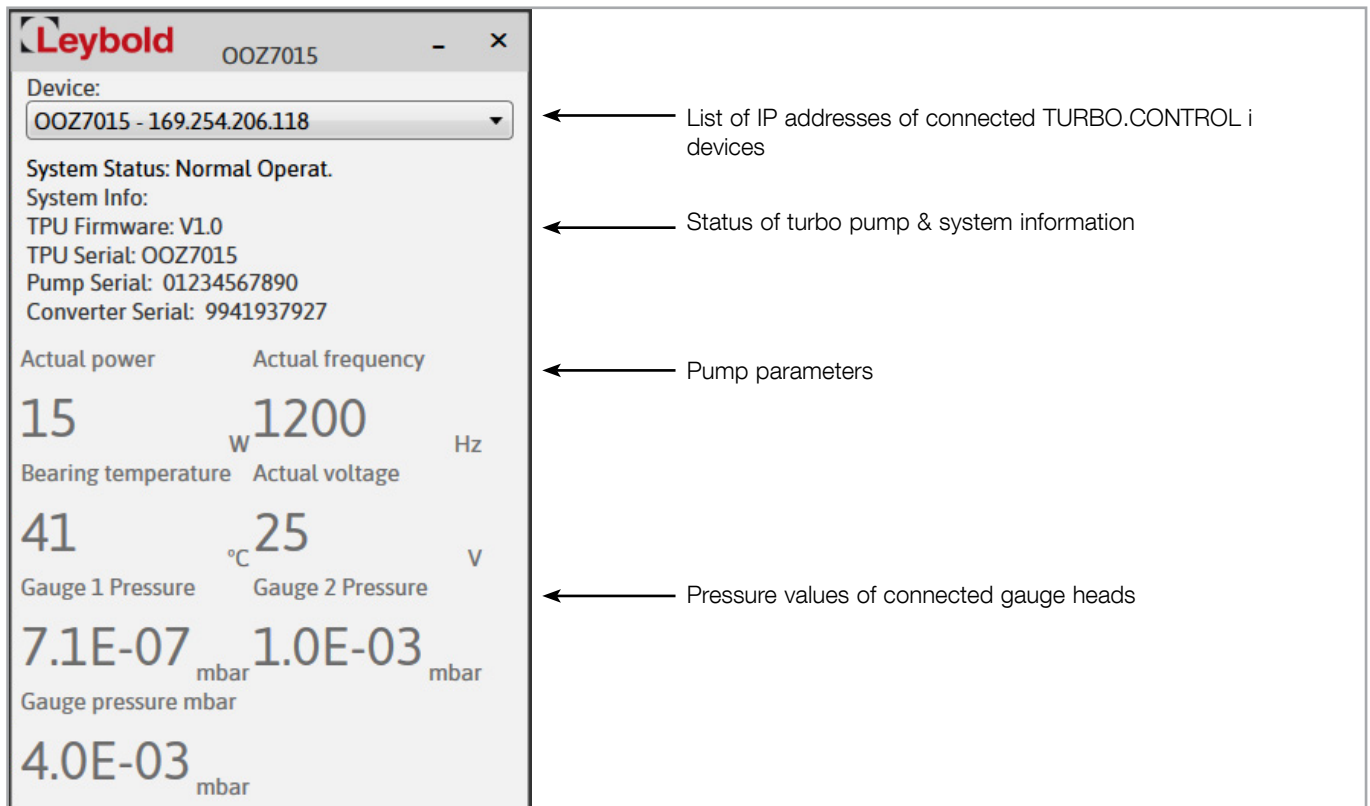 Leybold
OOZ7015
Device:
OOZ7015 - 169.254.206.118
List of IP addresses of connected TURBO.CONTROL i
devices
System Status: Normal Operat.
System Info:
TPU Firmware: V1.0
TPU Serial: OOZ7015
Pump Serial: 01234567890
Converter Serial: 9941937927
Status of turbo pump & system information
Actual power Actual frequency
15 W 1200 Hz
Bearing temperature Actual voltage
41 °C 25 V
Pump parameters
Gauge 1 Pressure Gauge 2 Pressure
7.1E-07 mbar 1.0E-03 mbar
Gauge pressure mbar
4.0E-03 mbar
Pressure values of connected gauge heads